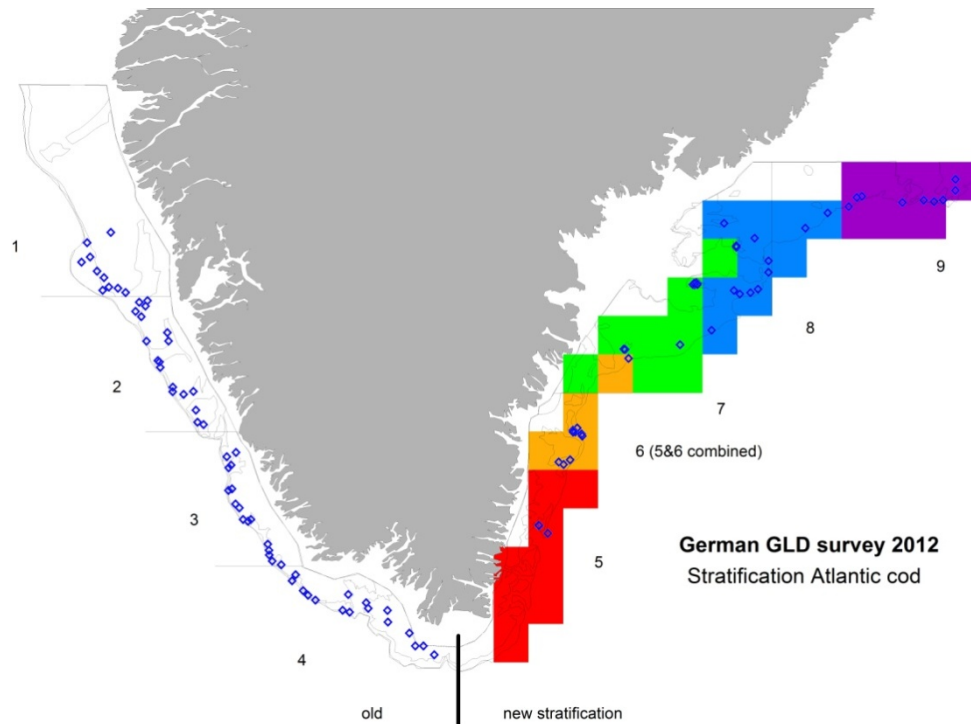 1
9
8
2
7
6 (5&6 combined)
3
German GLD survey 2012
5
Stratification Atlantic cod
4
old
new stratification